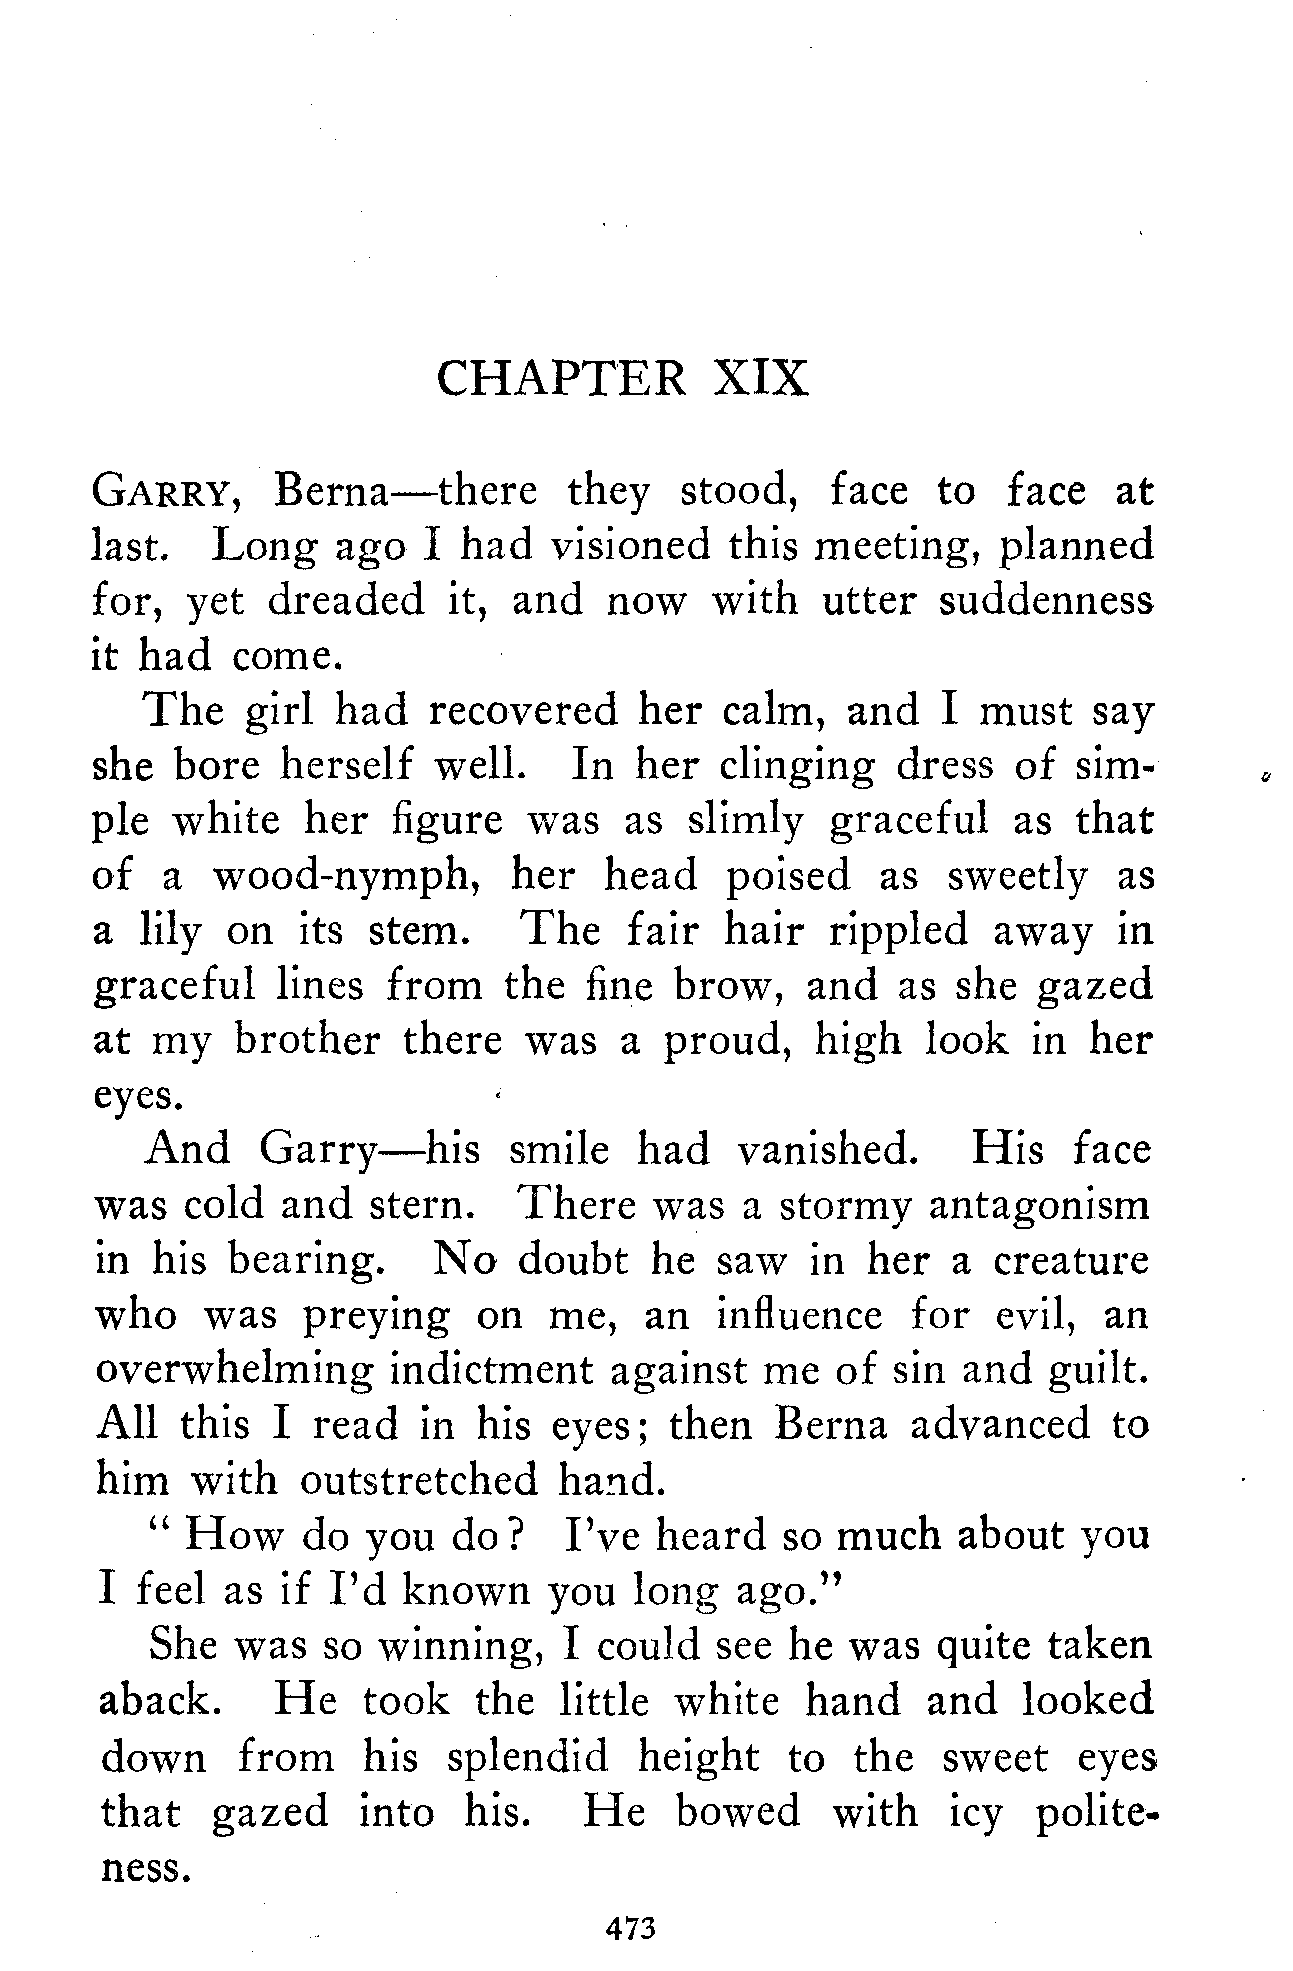 CHAPTER XIX
GARRY, Berna—there they stood, face to face at
last. Long ago I had visioned this meeting, planned
for, yet dreaded it, and now with utter suddenness
it had come.
The girl had recovered her calm, and I must say
she bore herself well. In her clinging dress of sim-
ple white her figure was as slimly graceful as that
of a wood-nymph, her head poised as sweetly as
a lily on its stem. The fair hair rippled away in
graceful lines from the fine brow, and as she gazed
at my brother there was a proud, high look in her
eyes.
And Garry—his smile had vanished. His face
was cold and stern. There was a stormy antagonism
in his bearing. No doubt he saw in her a creature
who was preying on me, an influence for evil, an
overwhelming indictment against me of sin and guilt.
All this I read in his eyes; then Berna advanced to
him with outstretched hand.
" How do you do? I've heard so much about you
I feel as if I'd known you long ago."
She was so winning, I could see he was quite taken
aback. He took the little white hand and looked
down from his splendid height to the sweet eyes
that gazed into his. He bowed with icy polite-
ness.
473